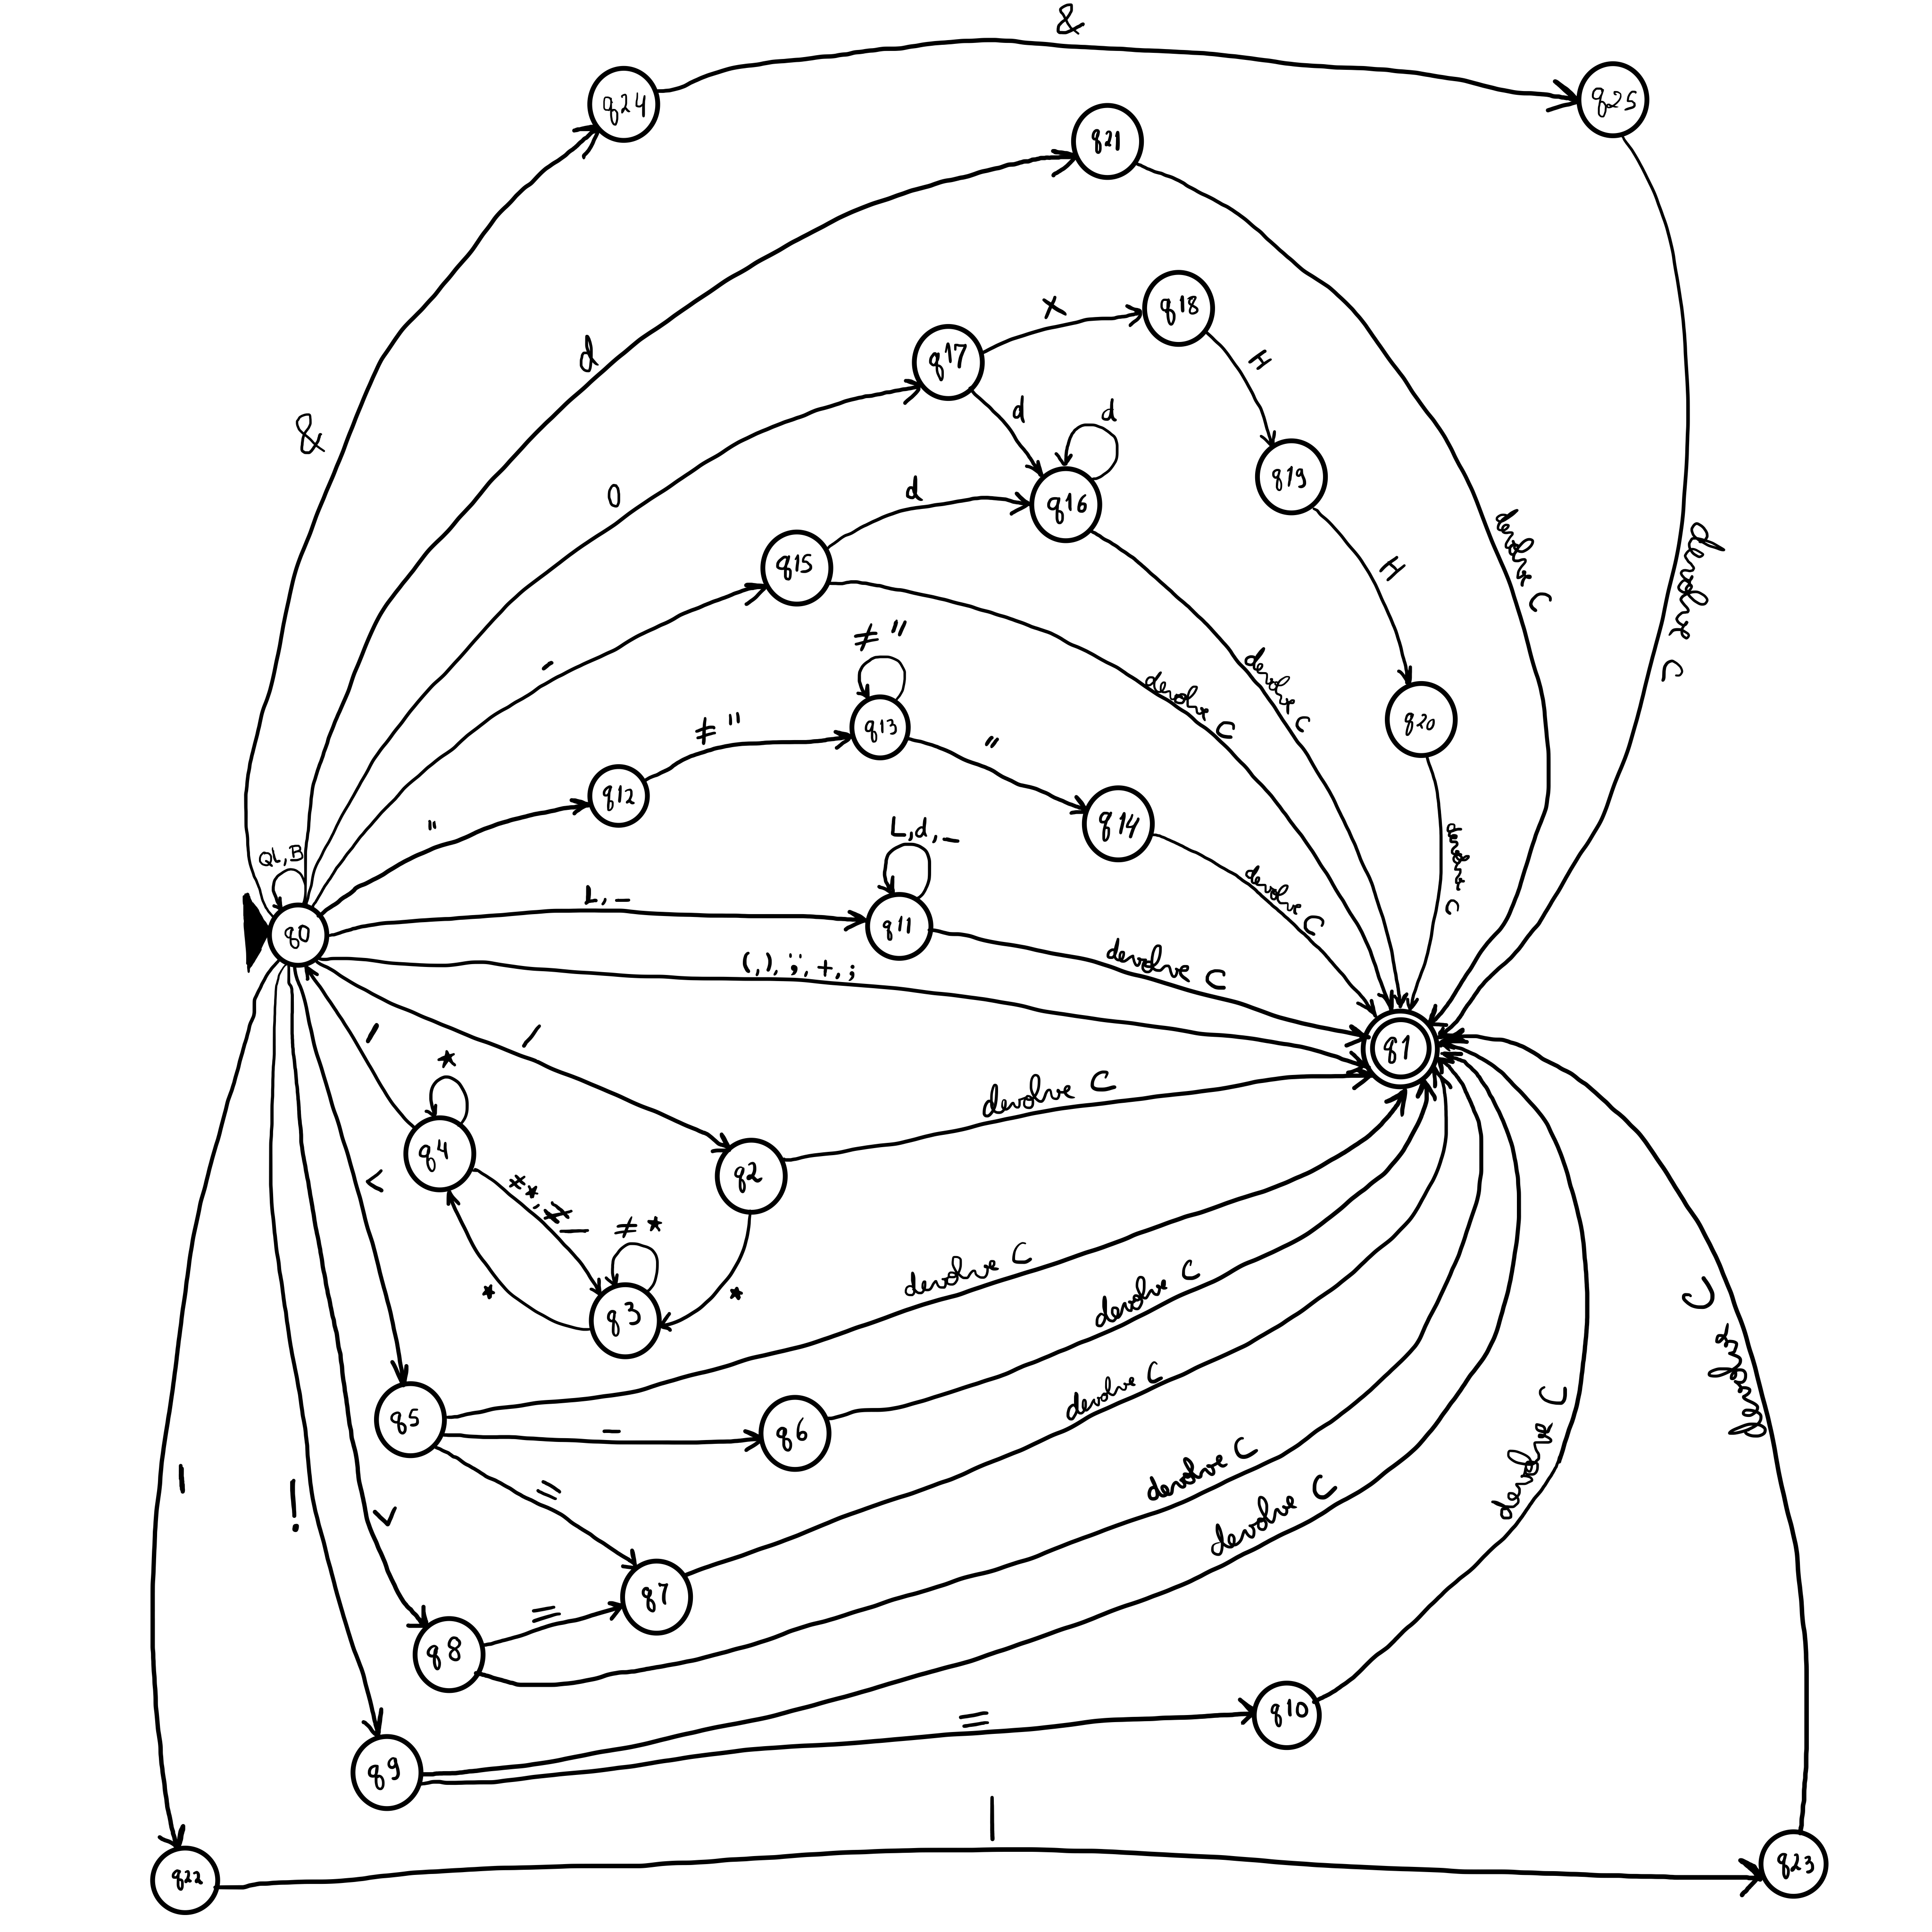 &
q24
q25
q21
q18
x
q17
H
d
d
d
&
0
q19
d
q16
q15
H
devolve C
devolve C
-
≠ "
q13
≠ "
"
devolve C
devolve C
q20
q12
q14
"
L, d, _
QL, B
devolve C
devolve C
L, _
q11
q0
devolve C
/
/
q1
*
devolve C
q4
q2
<
≠ *
*
*
q3
devolve C
devolve C
devolve C
q5
=
q6
devolve C
devolve C
devolve C
devolve C
|
!
q7
=
q8
q10
=
q9
|
q22
q23